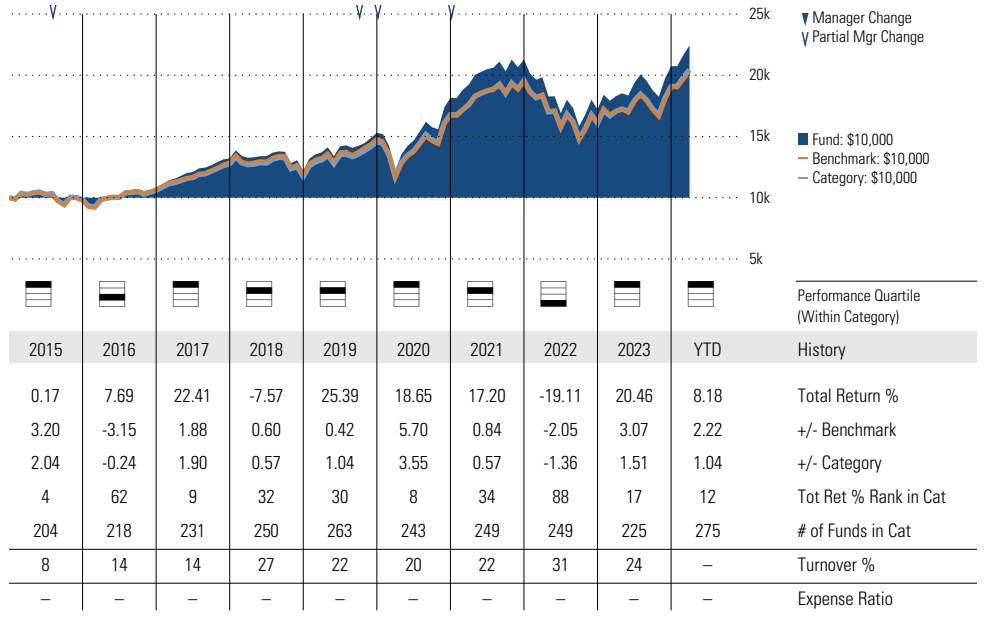 25k
20k
15k
10k
5k
Manager Change
Partial Mgr Change
Fund: $10,000
Benchmark: $10,000
Category: $10,000
Performance Quartile
(Within Category)
2015 2016 2017 2018 2019 2020 2021 2022 2023 YTD History
0.17 7.69 22.41 -7.57 25.39 18.65 17.20 -19.11 20.46 8.18 Total Return %
3.20 -3.15 1.88 0.60 0.42 5.70 0.84 -2.05 3.07 2.22 +/- Benchmark
2.04 -0.24 1.90 0.57 1.04 3.55 0.57 -1.36 1.51 1.04 +/- Category
4 62 9 32 30 8 34 88 17 12 Tot Ret % Rank in Cat
204 218 231 250 263 243 249 249 225 275 # of Funds in Cat
8 14 14 27 22 20 22 31 24 – Turnover %
– – – – – – – – – – Expense Ratio